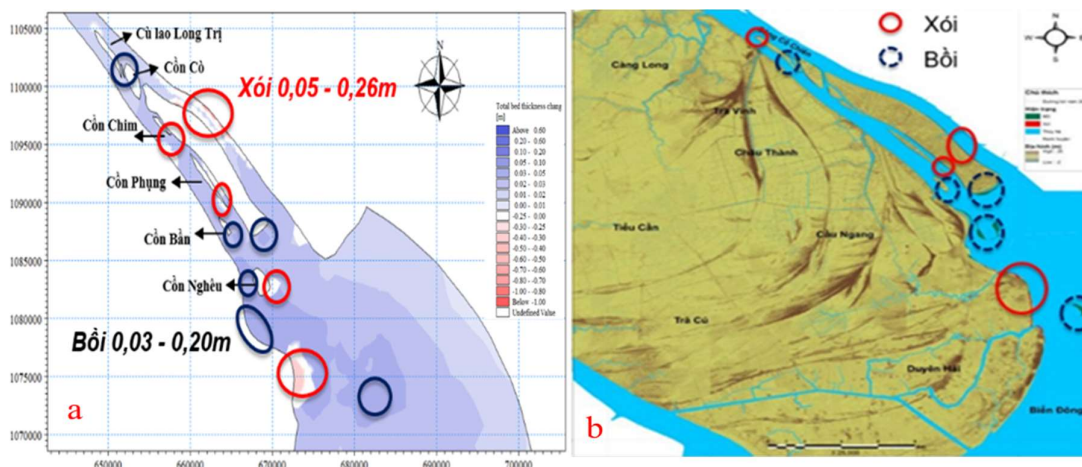 1105000
1100000
1095000
1090000
1085000
1080000
1075000
1070000
Cù lao Long Trị
Cồn Cò
Xói 0,05 - 0,26m
Cồn Chim
Cồn Phụng
Cồn Bần
Cồn Nghêu
Bồi 0,03 - 0,20m
a
N
Total bed thickness chang
[m]
Above 0.60
0.20 - 0.60
0.10 - 0.20
0.05 - 0.10
0.03 - 0.05
0.02 - 0.03
0.01 - 0.02
0.00 - 0.01
-0.25 - 0.00
-0.30 - -0.25
-0.40 - -0.30
-0.50 - -0.40
-0.60 - -0.50
-0.70 - -0.60
-0.80 - -0.70
-1.00 - -0.80
Below -1.00
Undefined Value
650000
660000
670000
680000
690000
700000
Xói
Bồi
N
Chú thích
Càng Long
Trà Vinh
Châu Thành
Tiểu Cần
Cầu Ngang
Trà Cú
Duyên Hải
Biển Đông
b